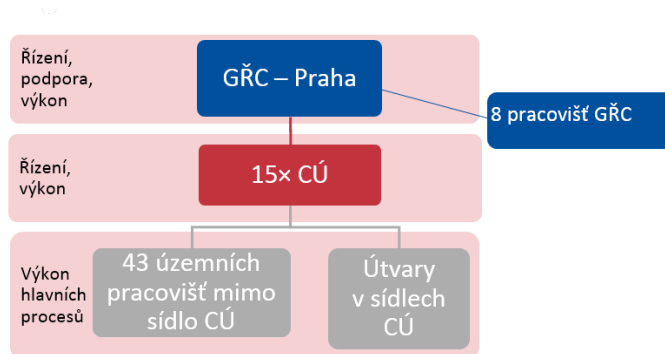 Řízení,
podpora,
výkon
GŘC – Praha
8 pracovišť GŘC
Řízení,
výkon
15× CÚ
Výkon
hlavních
procesů
43 územních
pracovišť mimo
sídlo CÚ
Útvary
v sídlech
CÚ